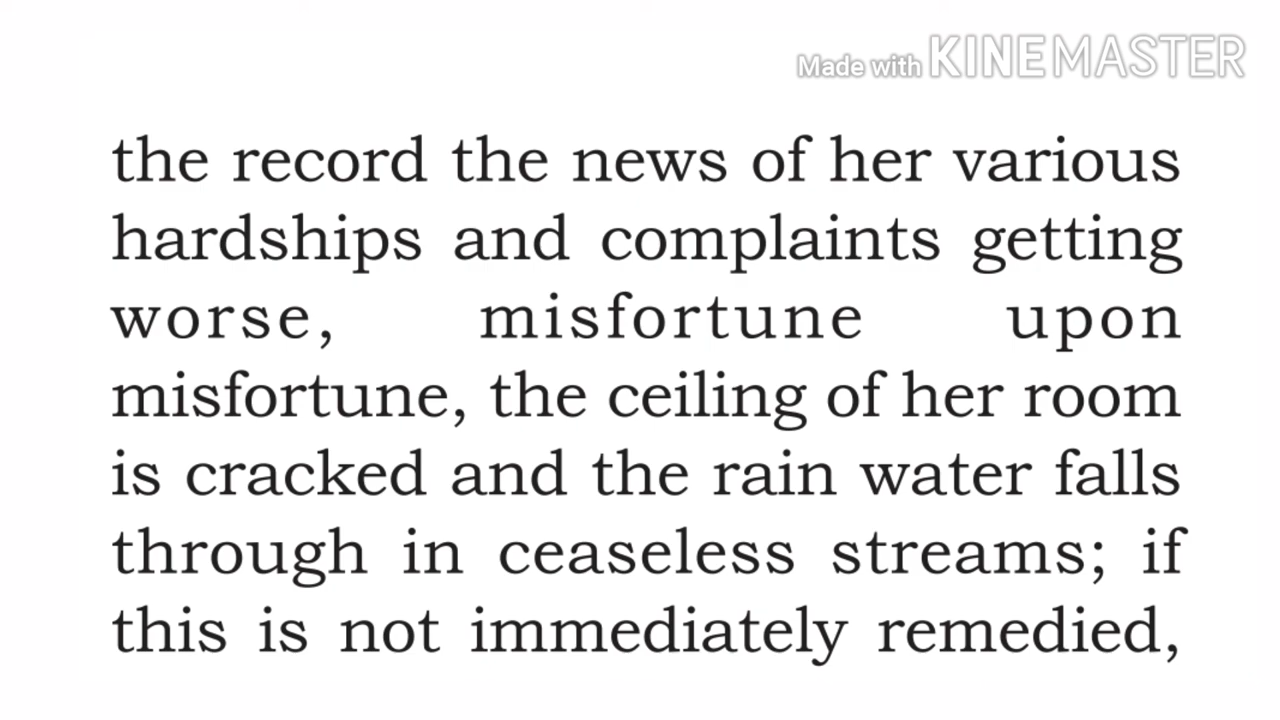 Made with KINEMASTER
the record the news of her various
hardships and complaints getting
worse, misfortune upon
misfortune, the ceiling of her room
is cracked and the rain water falls
through in ceaseless streams; if
this is not immediately remedied,